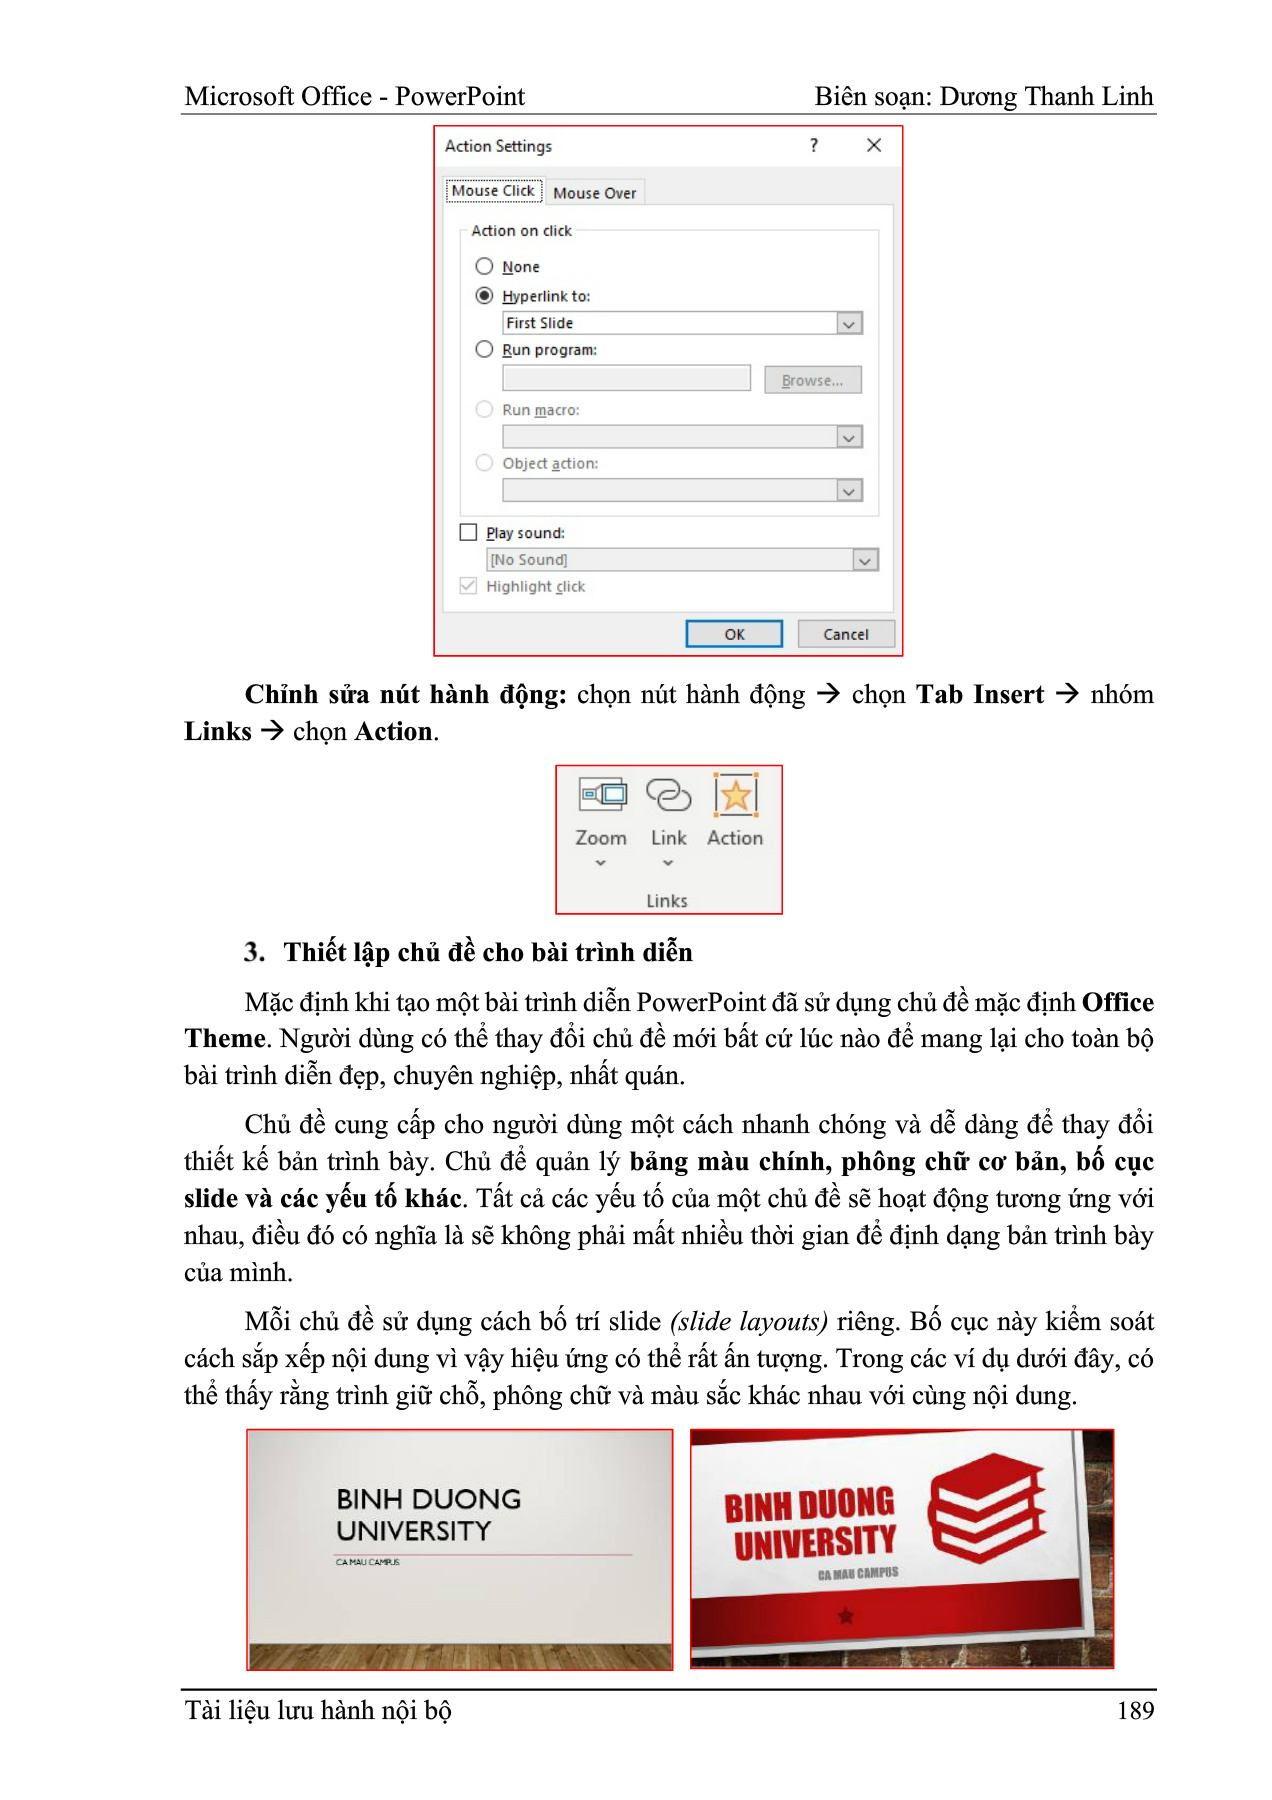 Microsoft Office - PowerPoint Biên soạn: Dương Thanh Linh
Action Settings ?
Mouse Click Mouse Over
Action on click
None
Hyperlink to:
First Slide
Run program:
Browse...
Run macro:
Object action:
Play sound:
[No Sound]
Highlight click
OK Cancel
Chỉnh sửa nút hành động: chọn nút hành động → chọn Tab Insert → nhóm
Links → chọn Action.
Zoom Link Action
Links
3. Thiết lập chủ đề cho bài trình diễn
Mặc định khi tạo một bài trình diễn PowerPoint đã sử dụng chủ đề mặc định Office
Theme. Người dùng có thể thay đổi chủ đề mới bất cứ lúc nào để mang lại cho toàn bộ
bài trình diễn đẹp, chuyên nghiệp, nhất quán.
Chủ đề cung cấp cho người dùng một cách nhanh chóng và dễ dàng để thay đổi
thiết kế bản trình bày. Chủ để quản lý bảng màu chính, phông chữ cơ bản, bố cục
slide và các yếu tố khác. Tất cả các yếu tố của một chủ đề sẽ hoạt động tương ứng với
nhau, điều đó có nghĩa là sẽ không phải mất nhiều thời gian để định dạng bản trình bày
của mình.
Mỗi chủ đề sử dụng cách bố trí slide (slide layouts) riêng. Bố cục này kiểm soát
cách sắp xếp nội dung vì vậy hiệu ứng có thể rất ấn tượng. Trong các ví dụ dưới đây, có
thể thấy rằng trình giữ chỗ, phông chữ và màu sắc khác nhau với cùng nội dung.
BINH DUONG
UNIVERSITY
CA MAU CAMPUS
BINH DUONG
UNIVERSITY
CA MAU CAMPUS
Tài liệu lưu hành nội bộ 189